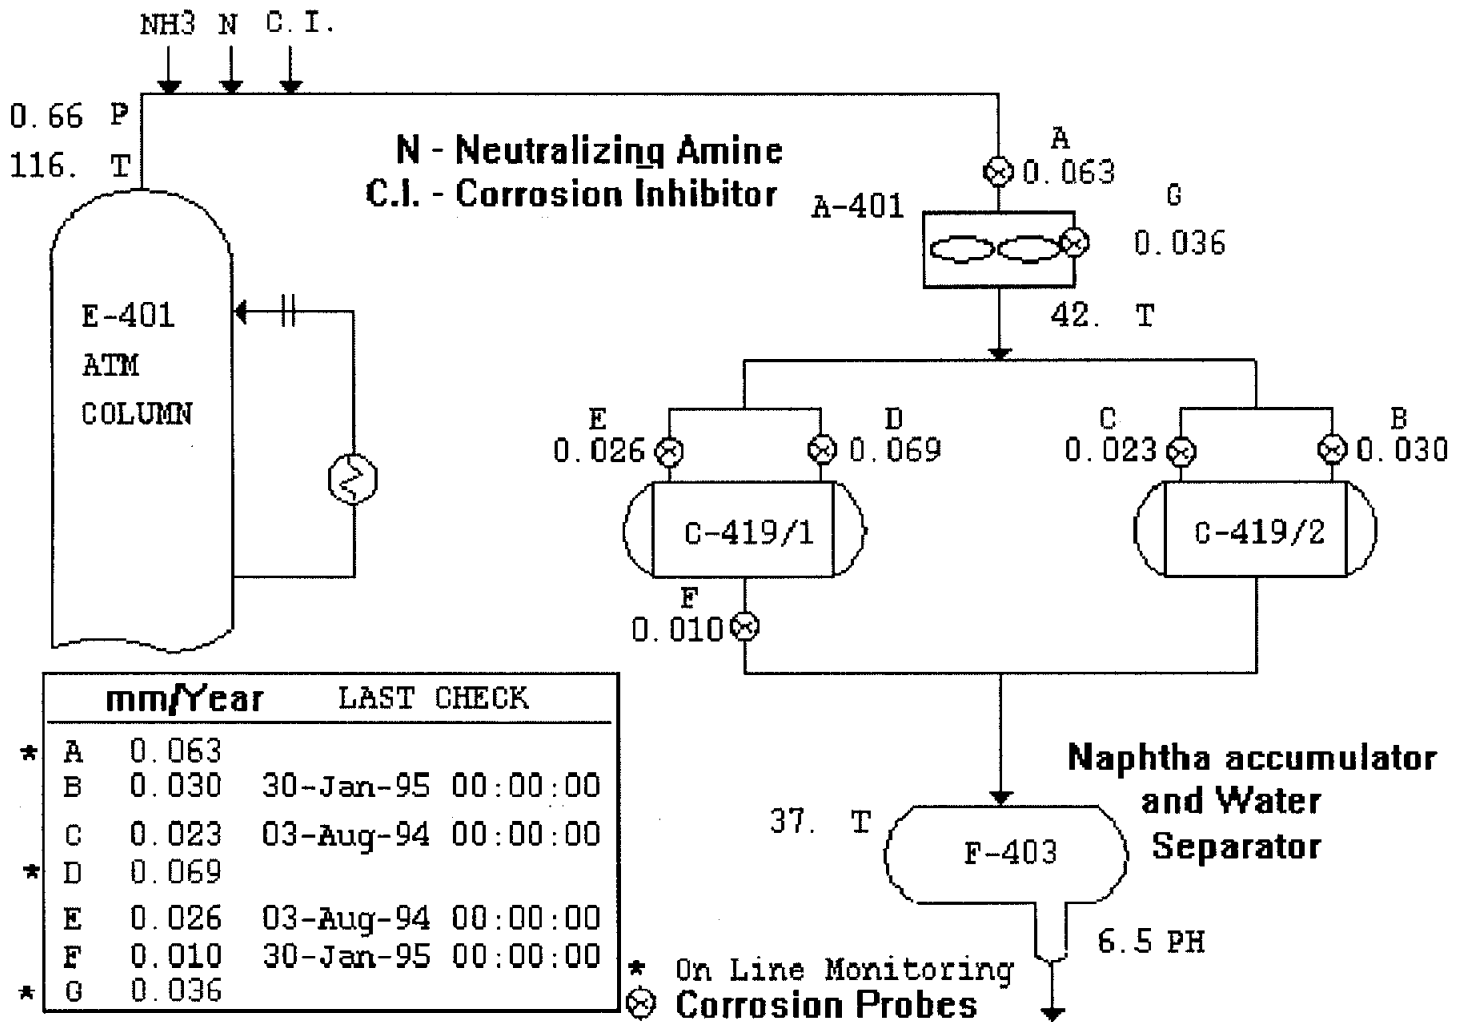 NH3 N C.I.
0.66 P
116. T
N - Neutralizing Amine
C.I. - Corrosion Inhibitor
A
0.063
A-401
G
0.036
42. T
E-401
ATM
COLUMN
E
0.026
D
0.069
C
0.023
B
0.030
C-419/1
C-419/2
F
0.010
mm/Year LAST CHECK
* A 0.063
B 0.030 30-Jan-95 00:00:00
C 0.023 03-Aug-94 00:00:00
* D 0.069
E 0.026 03-Aug-94 00:00:00
F 0.010 30-Jan-95 00:00:00
* G 0.036
Naphtha accumulator
and Water
Separator
37. T
F-403
6.5 PH
* On Line Monitoring
Corrosion Probes